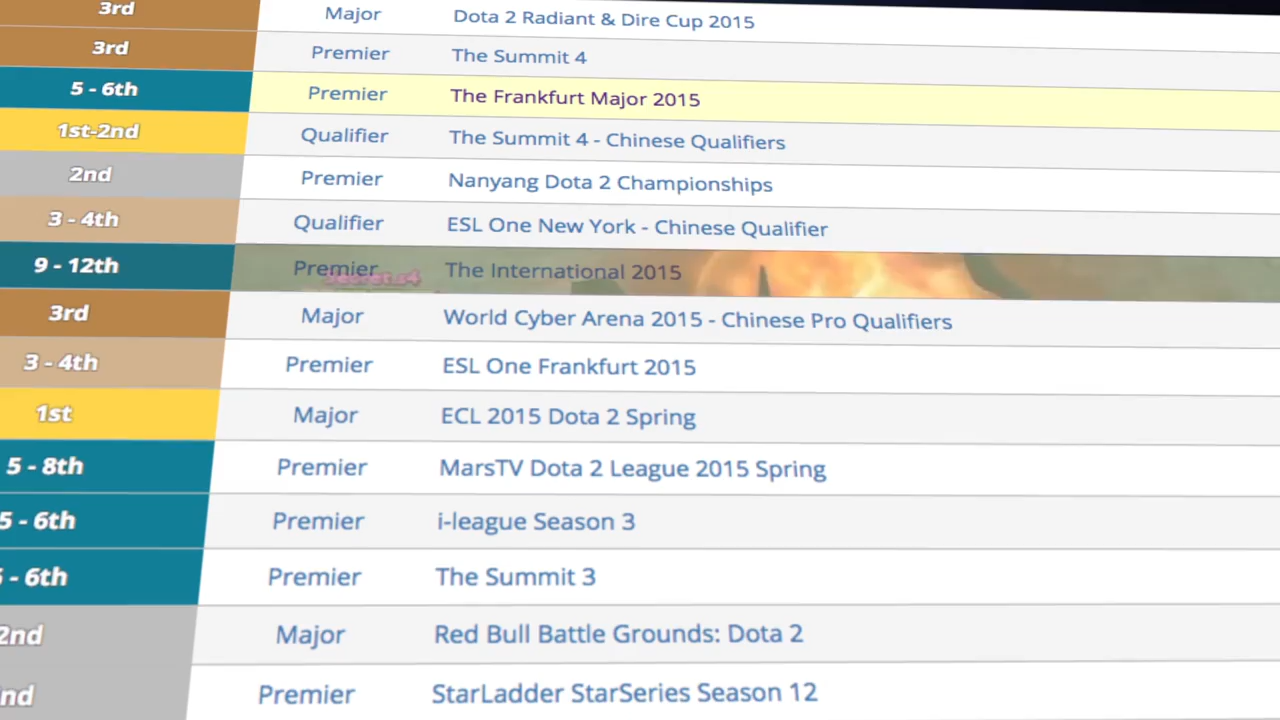 3rd Major Dota 2 Radiant & Dire Cup 2015
3rd Premier The Summit 4
5 - 6th Premier The Frankfurt Major 2015
1st-2nd Qualifier The Summit 4 - Chinese Qualifiers
2nd Premier Nanyang Dota 2 Championships
3 - 4th Qualifier ESL One New York - Chinese Qualifier
9 - 12th Premier The International 2015
Secret.s4
3rd Major World Cyber Arena 2015 - Chinese Pro Qualifiers
3 - 4th Premier ESL One Frankfurt 2015
1st Major ECL 2015 Dota 2 Spring
5 - 8th Premier MarsTV Dota 2 League 2015 Spring
5 - 6th Premier i-league Season 3
- 6th Premier The Summit 3
2nd Major Red Bull Battle Grounds: Dota 2
nd Premier StarLadder StarSeries Season 12